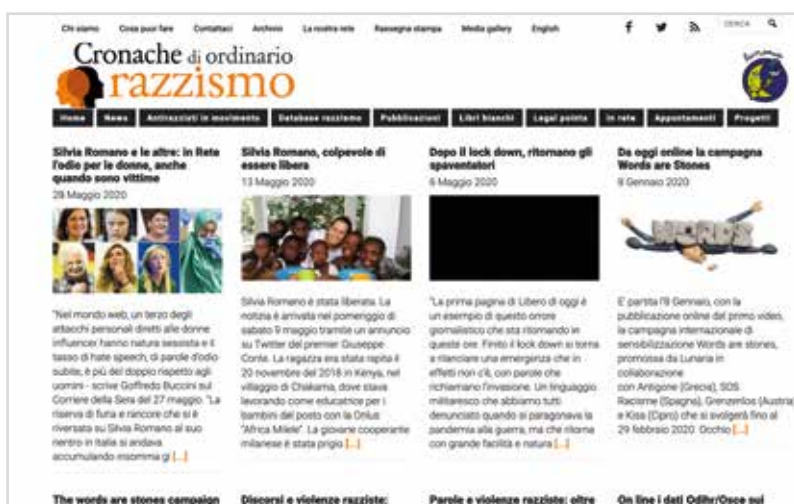 Chi siamo Cosa puoi fare Contattaci Archivio La nostra rete Rassegna stampa Media gallery English CERCA
Cronache di ordinario
razzismo
Home News Antirazzisti in movimento Database razzismo Pubblicazioni Libri bianchi Legal points In rete Appuntamenti Progetti
Silvia Romano e le altre: in Rete
l'odio per le donne, anche
quando sono vittime
28 Maggio 2020
"Nel mondo web, un terzo degli
attacchi personali diretti alle donne
influencer hanno natura sessista e il
tasso di hate speech, di parole d'odio
subite, è più del doppio rispetto agli
uomini - scrive Goffredo Buccini sul
Corriere della Sera del 27 maggio. "La
riserva di furia e rancore che si è
riversata su Silvia Romano al suo
rientro in Italia si andava
accumulando insomma gi [...]
Silvia Romano, colpevole di
essere libera
13 Maggio 2020
Silvia Romano è stata liberata. La
notizia è arrivata nel pomeriggio di
sabato 9 maggio tramite un annuncio
su Twitter del premier Giuseppe
Conte. La ragazza era stata rapita il
20 novembre del 2018 in Kenya, nel
villaggio di Chakama, dove stava
lavorando come educatrice per i
bambini del posto con la Onlus
"Africa Milele". La giovane cooperante
milanese è stata prigio [...]
Dopo il lock down, ritornano gli
spaventatori
6 Maggio 2020
"La prima pagina di Libero di oggi è
un esempio di questo orrore
giornalistico che sta ritornando in
queste ore. Finito il lock down si torna
a rilanciare una emergenza che in
effetti non c'è, con parole che
richiamano l'invasione. Un linguaggio
militaresco che abbiamo tutti
denunciato quando si paragonava la
pandemia alla guerra, ma che ritorna
con grande facilità e natura [...]
Da oggi online la campagna
Words are Stones
9 Gennaio 2020
WORDS
E' partita l'8 Gennaio, con la
pubblicazione online del primo video,
la campagna internazionale di
sensibilizzazione Words are stones,
promossa da Lunaria in
collaborazione
con Antigone (Grecia), SOS
Racisme (Spagna), Grenzenlos (Austria)
e Kisa (Cipro) che si svolgerà fino al
29 febbraio 2020. Occhio [...]
The words are stones campaign
Discorsi e violenze razziste:
Parole e violenze razziste: oltre
On line i dati Odihr/Osce sui